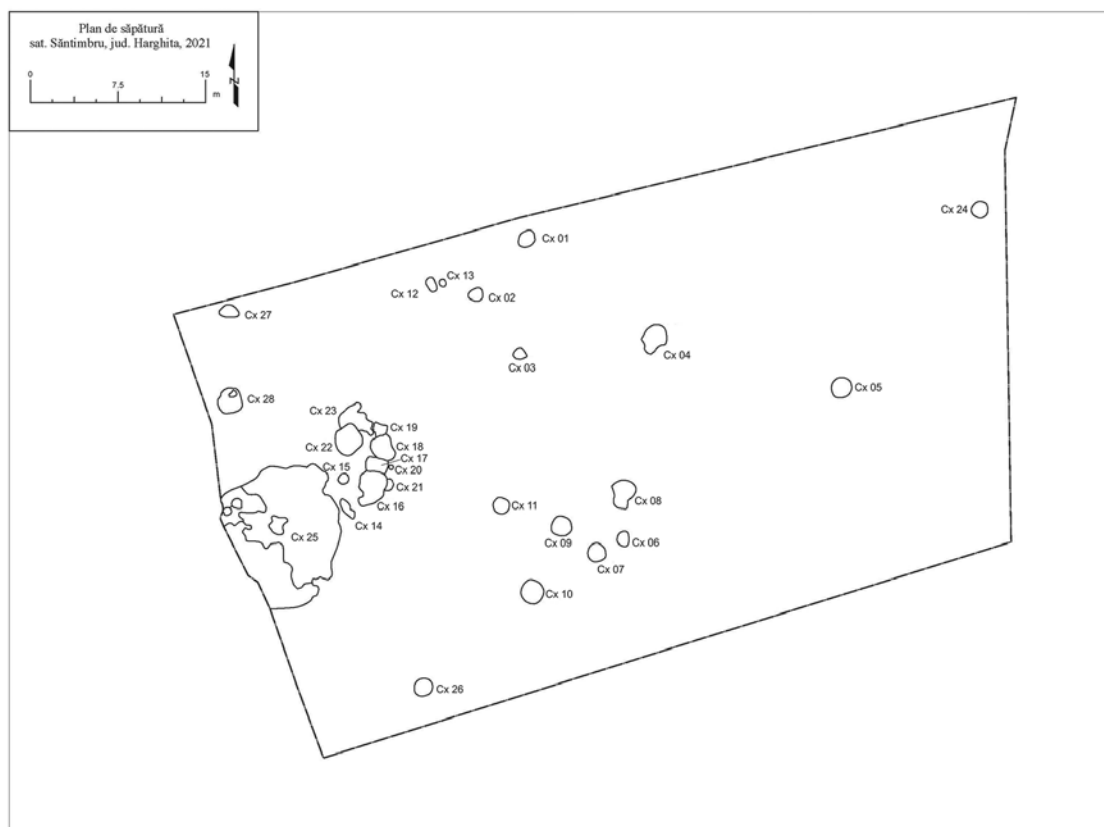 Plan de săpătură
sat. Sântimbru, jud. Harghita, 2021
0
15
7.5
m
N
Cx 24
Cx 01
Cx 13
Cx 12
Cx 02
Cx 27
Cx 04
Cx 03
Cx 05
Cx 28
Cx 23
Cx 19
Cx 22
Cx 18
Cx 17
Cx 15
Cx 20
Cx 21
Cx 16
Cx 08
Cx 11
Cx 14
Cx 25
Cx 09
Cx 06
Cx 07
Cx 10
Cx 26